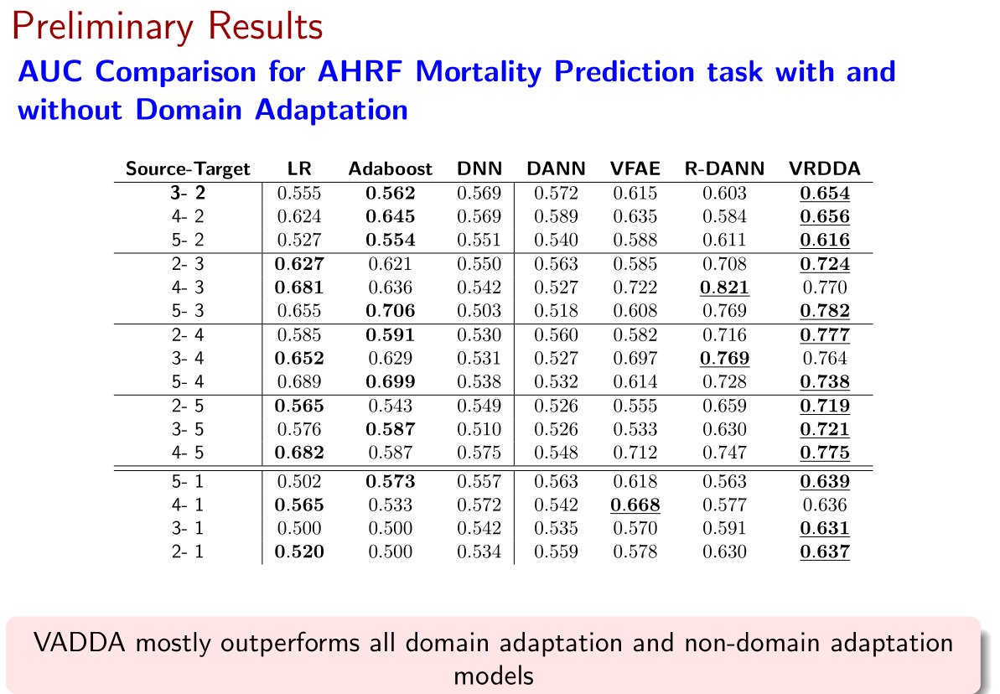 Preliminary Results
AUC Comparison for AHRF Mortality Prediction task with and
without Domain Adaptation
Source-Target LR Adaboost DNN DANN VFAE R-DANN VRDDA
3- 2 0.555 0.562 0.569 0.572 0.615 0.603 0.654
4- 2 0.624 0.645 0.569 0.589 0.635 0.584 0.656
5- 2 0.527 0.554 0.551 0.540 0.588 0.611 0.616
2- 3 0.627 0.621 0.550 0.563 0.585 0.708 0.724
4- 3 0.681 0.636 0.542 0.527 0.722 0.821 0.770
5- 3 0.655 0.706 0.503 0.518 0.608 0.769 0.782
2- 4 0.585 0.591 0.530 0.560 0.582 0.716 0.777
3- 4 0.652 0.629 0.531 0.527 0.697 0.769 0.764
5- 4 0.689 0.699 0.538 0.532 0.614 0.728 0.738
2- 5 0.565 0.543 0.549 0.526 0.555 0.659 0.719
3- 5 0.576 0.587 0.510 0.526 0.533 0.630 0.721
4- 5 0.682 0.587 0.575 0.548 0.712 0.747 0.775
5- 1 0.502 0.573 0.557 0.563 0.618 0.563 0.639
4- 1 0.565 0.533 0.572 0.542 0.668 0.577 0.636
3- 1 0.500 0.500 0.542 0.535 0.570 0.591 0.631
2- 1 0.520 0.500 0.534 0.559 0.578 0.630 0.637
VADDA mostly outperforms all domain adaptation and non-domain adaptation
models